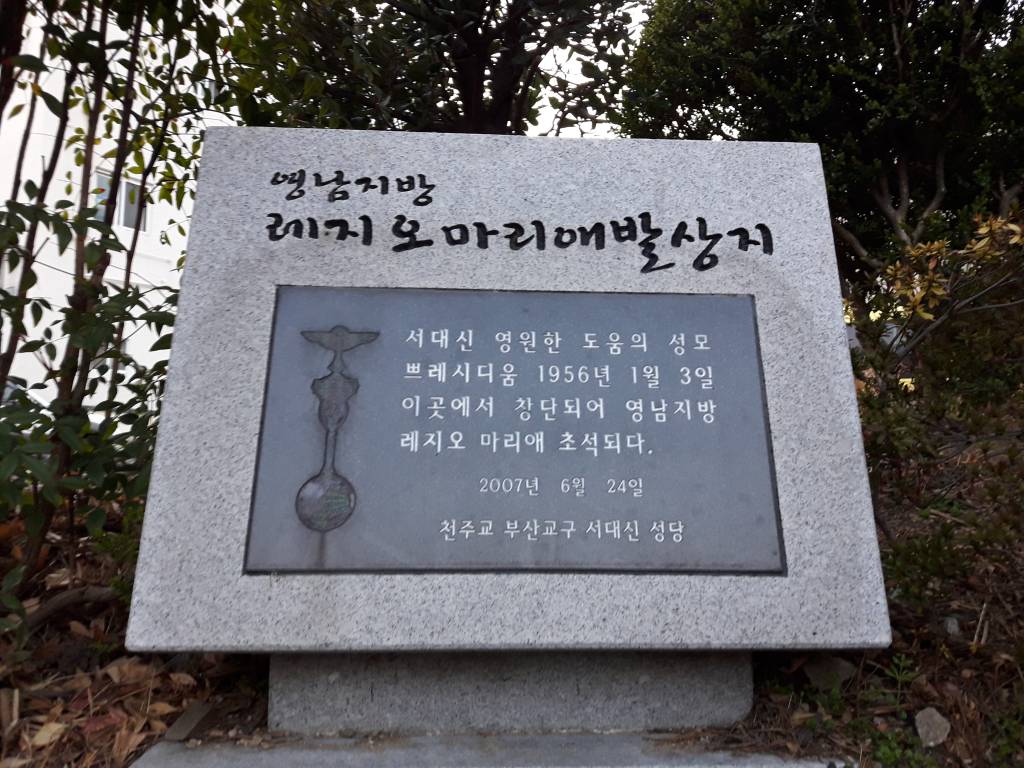 영남지방
레지오 마리애 발상지
서대신 영원한 도움의 성모
쁘레시디움 1956년 1월 3일
이곳에서 창단되어 영남지방
레지오 마리애 초석되다.
2007년 6월 24일
천주교 부산교구 서대신 성당